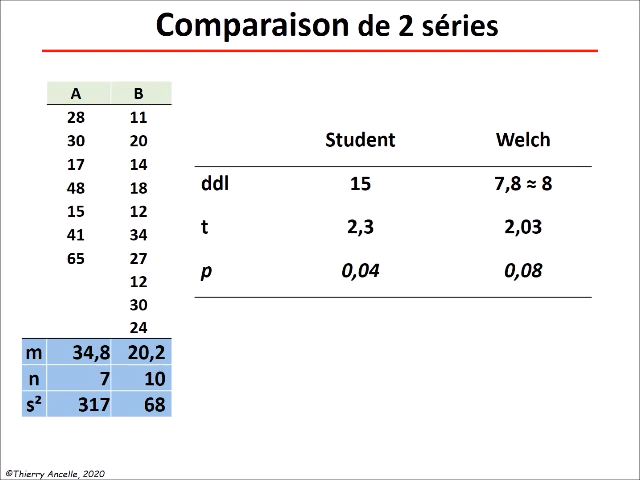 Comparaison de 2 séries
A B
28 11
30 20
17 14
48 18
15 12
41 34
65 27
12
30
24
m 34,8 20,2
n 7 10
s² 317 68
Student Welch
ddl 15 7,8 ≈ 8
t 2,3 2,03
p 0,04 0,08
©Thierry Ancelle, 2020